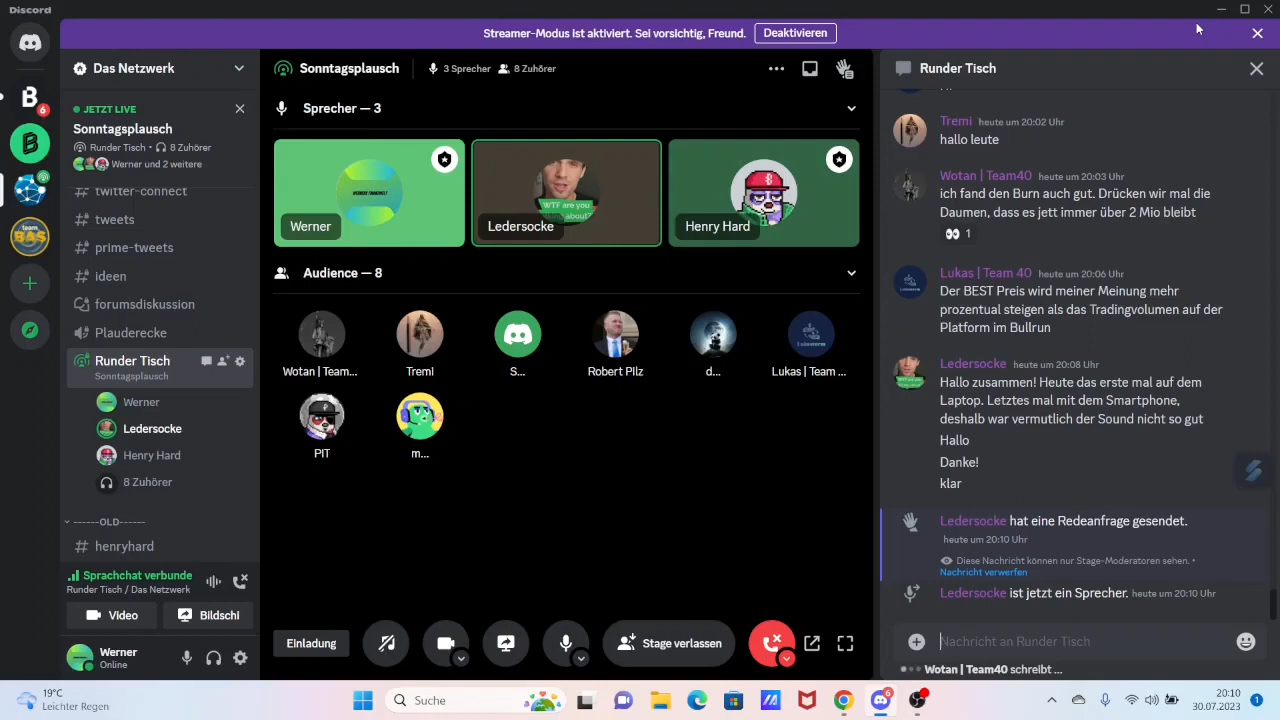 Discord
Streamer-Modus ist aktiviert. Sei vorsichtig, Freund.
Deaktivieren
6
Das Netzwerk
JETZT LIVE
Sonntagsplausch
Runder Tisch • 8 Zuhörer
Werner und 2 weitere
twitter-connect
tweets
prime-tweets
ideen
forumsdiskussion
Plauderecke
Runder Tisch
Sonntagsplausch
Werner
Ledersocke
Henry Hard
8 Zuhörer
------OLD------
henryhard
Sprachchat verbunde
Runder Tisch / Das Netzwerk
Video
Bildschi
Werner
Online
Sonntagsplausch
3 Sprecher
8 Zuhörer
Sprecher — 3
Werner
WTF are you
Ledersocke
Henry Hard
Audience — 8
Wotan | Team...
Tremi
S...
Robert Pilz
d...
Lukas | Team ...
PIT
m...
Einladung
Stage verlassen
Runder Tisch
Tremi heute um 20:02 Uhr
hallo leute
Wotan | Team40 heute um 20:03 Uhr
ich fand den Burn auch gut. Drücken wir mal die
Daumen, dass es jett immer über 2 Mio bleibt
1
Lukas | Team 40 heute um 20:06 Uhr
Der BEST Preis wird meiner Meinung mehr
prozentual steigen als das Tradingvolumen auf der
Platform im Bullrun
Ledersocke heute um 20:08 Uhr
Hallo zusammen! Heute das erste mal auf dem
Laptop. Letztes mal mit dem Smartphone,
deshalb war vermutlich der Sound nicht so gut
Hallo
Danke!
klar
Ledersocke hat eine Redeanfrage gesendet.
heute um 20:10 Uhr
Diese Nachricht können nur Stage-Moderatoren sehen. •
Nachricht verwerfen
Ledersocke ist jetzt ein Sprecher. heute um 20:10 Uhr
Nachricht an Runder Tisch
Wotan | Team40 schreibt ...
19°C
Leichter Regen
Suche
6
20:10
30.07.2023
1